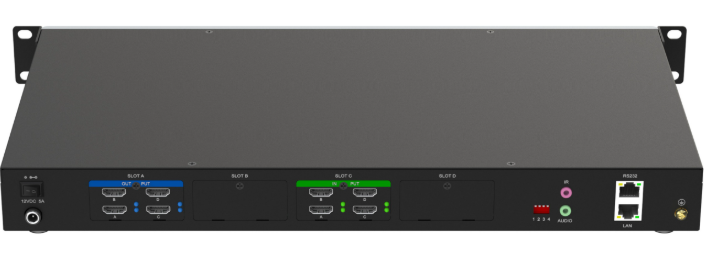 SLOT A
SLOT B
SLOT C
SLOT D
OUT PUT
IN PUT
B D
B D
A C
A C
12VDC 5A
1 2 3 4
IR
AUDIO
RS232
LAN